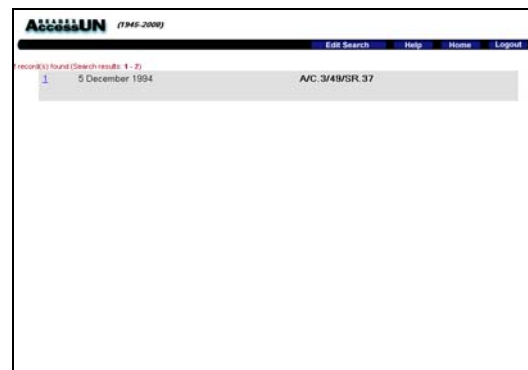 AccessUN (1945-2008)
Edit Search Help Home Logout
record(s) found (Search results: 1 - 2)
1 5 December 1994 A/C.3/49/SR.37